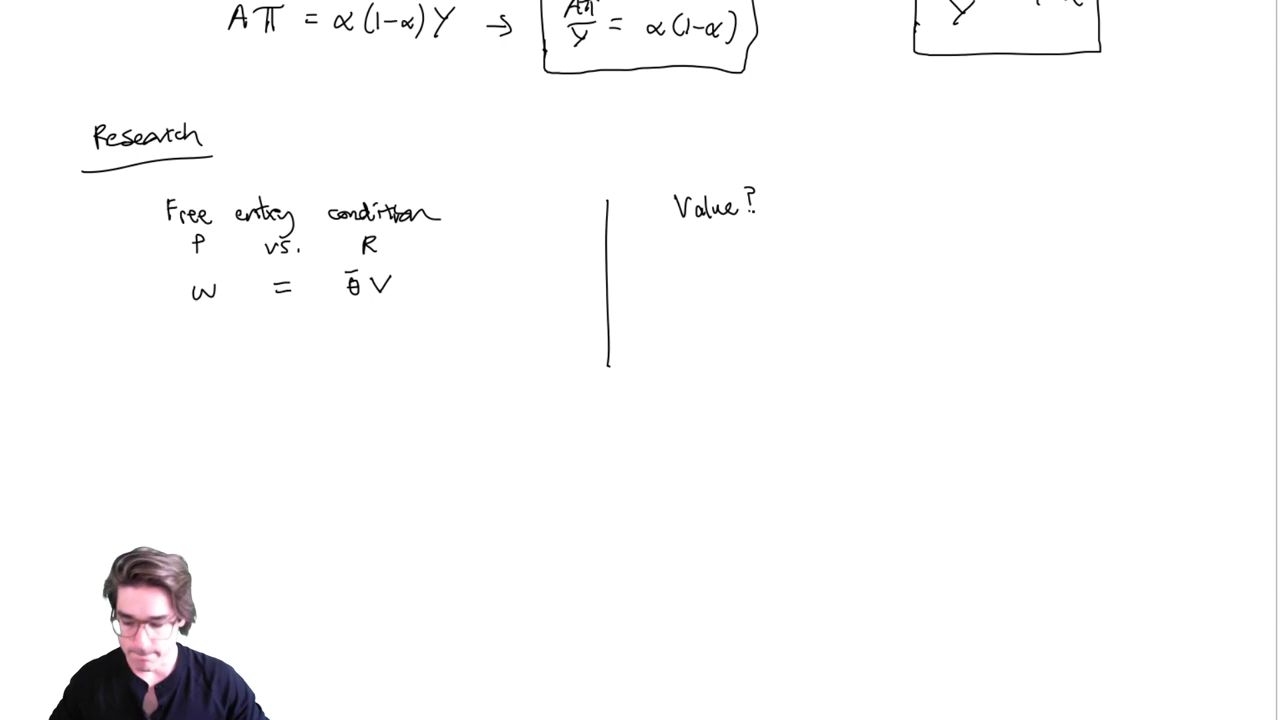 Aπ = α(1-α)Y → Aπ/Y = α(1-α)
Y
Research
Free entry condition
P vs. R
w = θ̄ V
Value?